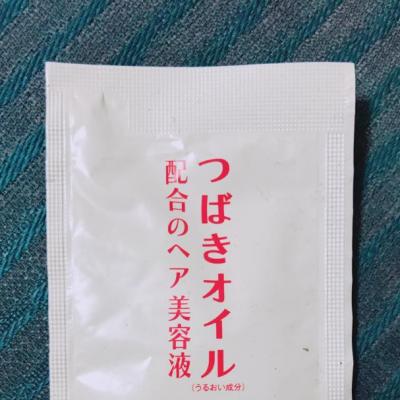 つばきオイル
(うるおい成分)
配合のヘア美容液